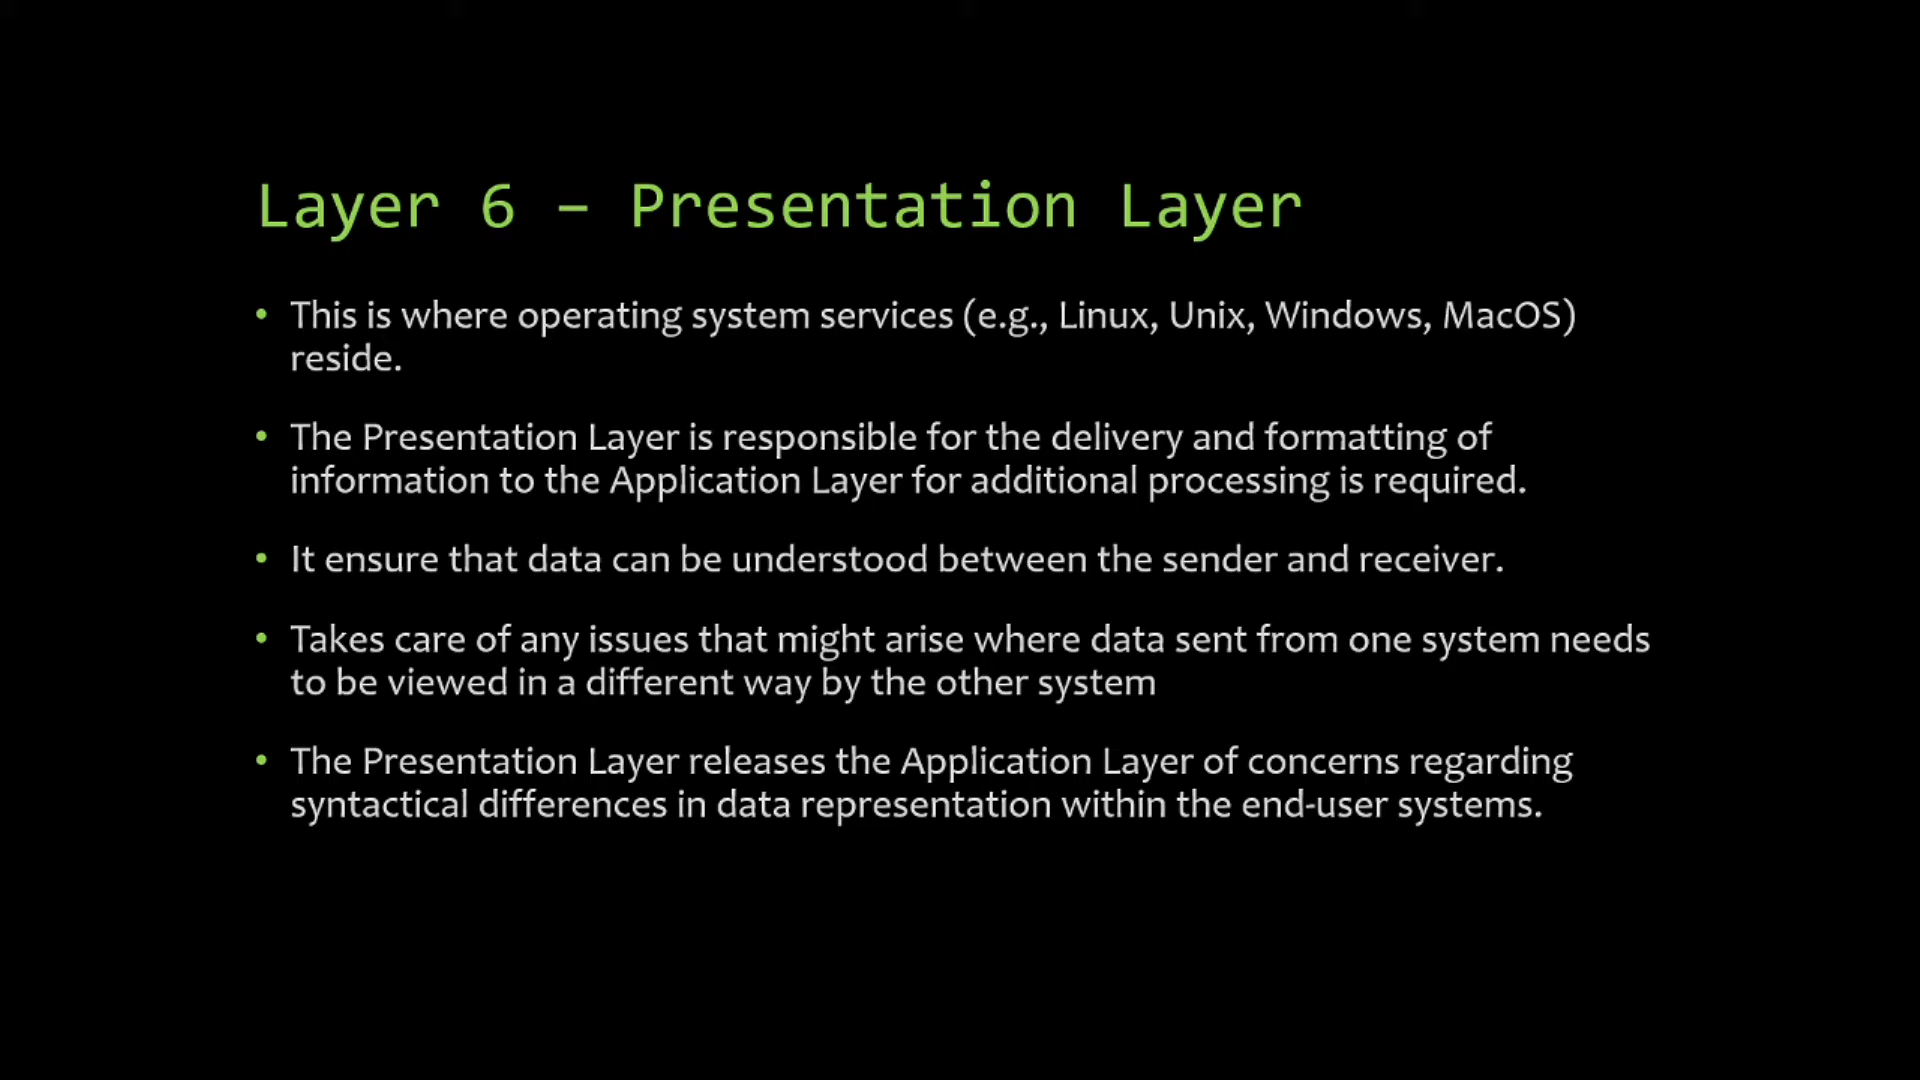 Layer 6 – Presentation Layer
• This is where operating system services (e.g., Linux, Unix, Windows, MacOS)
reside.
• The Presentation Layer is responsible for the delivery and formatting of
information to the Application Layer for additional processing is required.
• It ensure that data can be understood between the sender and receiver.
• Takes care of any issues that might arise where data sent from one system needs
to be viewed in a different way by the other system
• The Presentation Layer releases the Application Layer of concerns regarding
syntactical differences in data representation within the end-user systems.